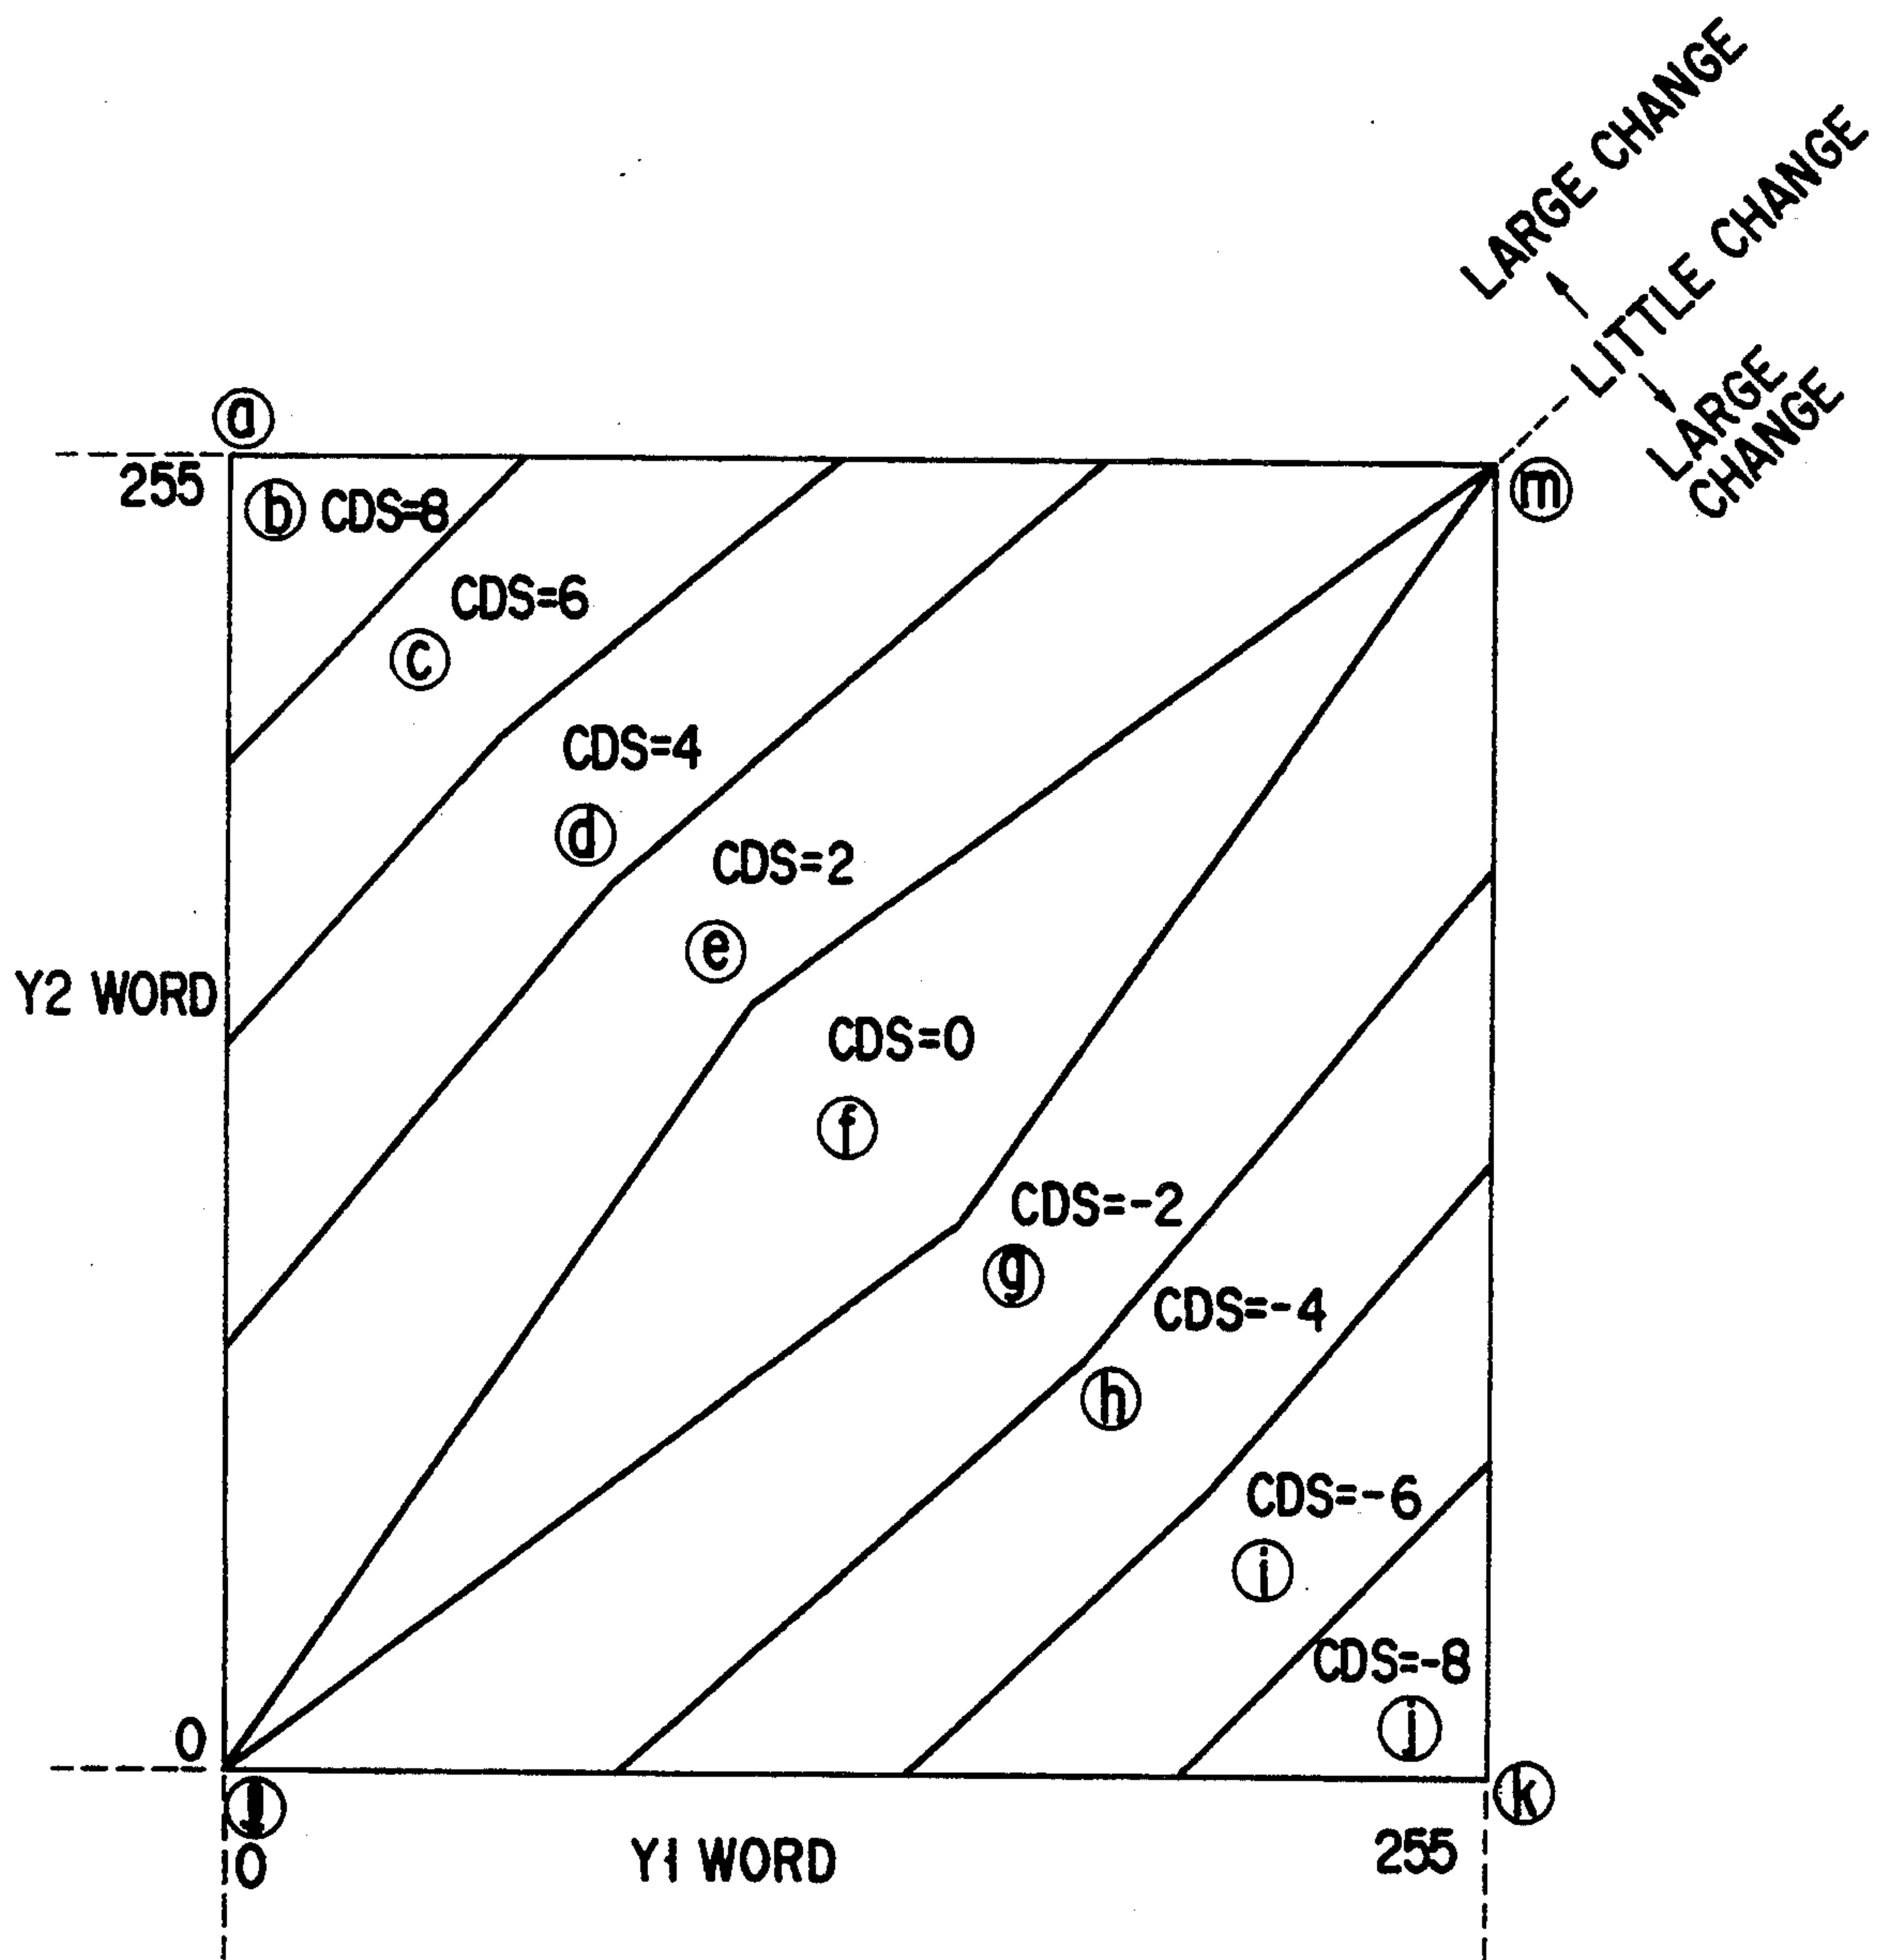 LARGE CHANGE
LITTLE CHANGE
LARGE
CHANGE
a
255
b CDS=8
m
CDS=6
c
CDS=4
d
CDS=2
e
Y2 WORD
CDS=0
f
CDS=-2
g
CDS=-4
h
CDS=-6
i
CDS=-8
j
0
k
0
Y1 WORD
255